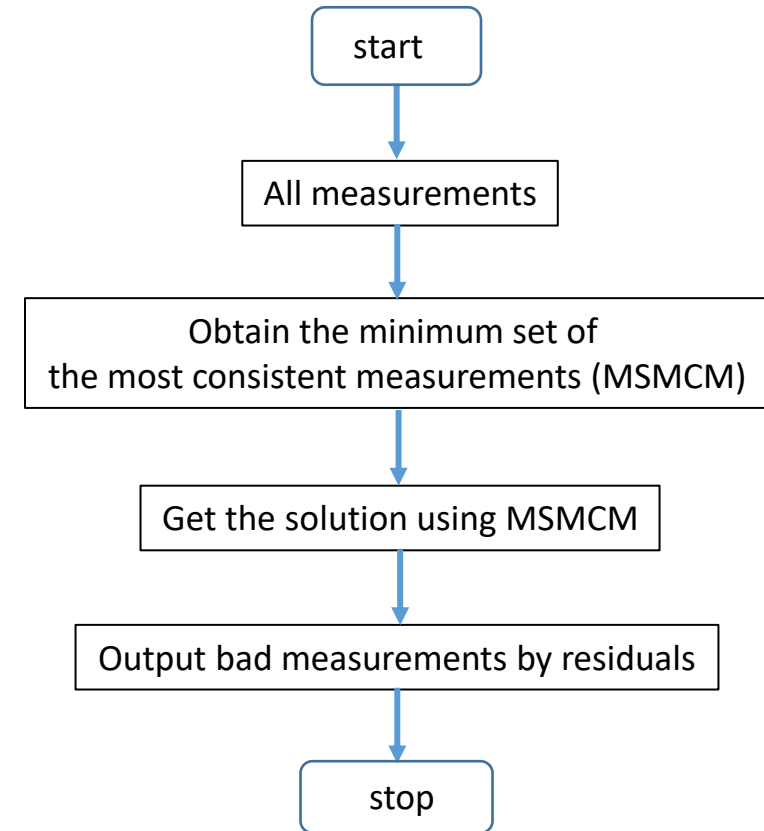 start
All measurements
Obtain the minimum set of
the most consistent measurements (MSMCM)
Get the solution using MSMCM
Output bad measurements by residuals
stop